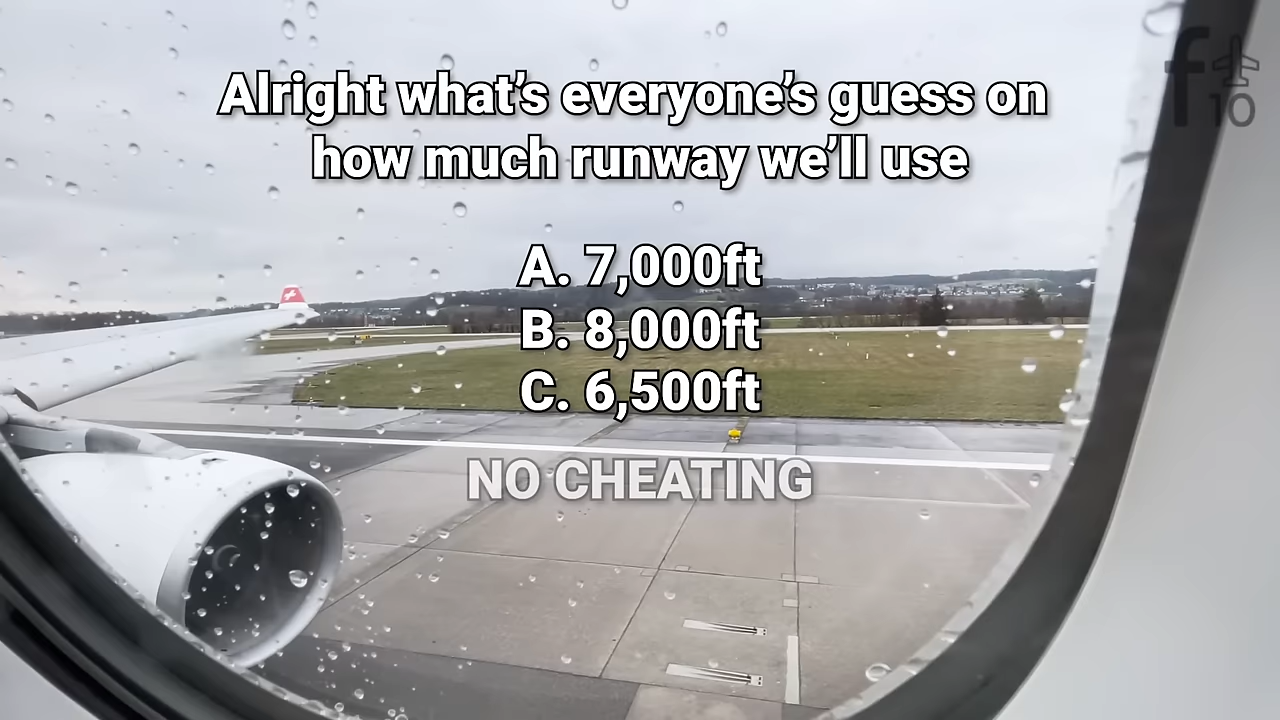 f
10
Alright what's everyone's guess on
how much runway we'll use
A. 7,000ft
B. 8,000ft
C. 6,500ft
NO CHEATING